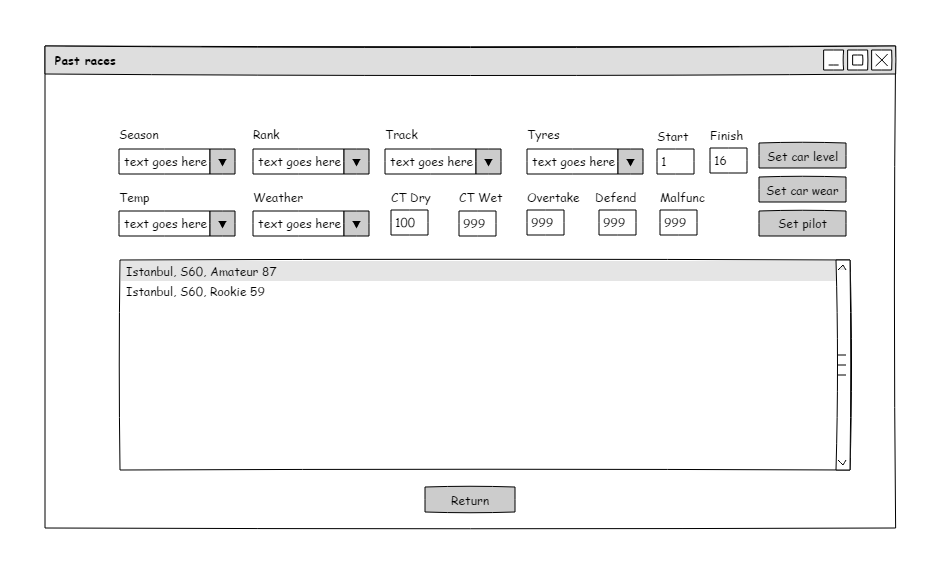 Past races
Season Rank Track Tyres Start Finish
text goes here text goes here text goes here text goes here 1 16 Set car level
Set car wear
Temp Weather CT Dry CT Wet Overtake Defend Malfunc
text goes here text goes here 100 999 999 999 999 Set pilot
Istanbul, S60, Amateur 87
Istanbul, S60, Rookie 59
Return